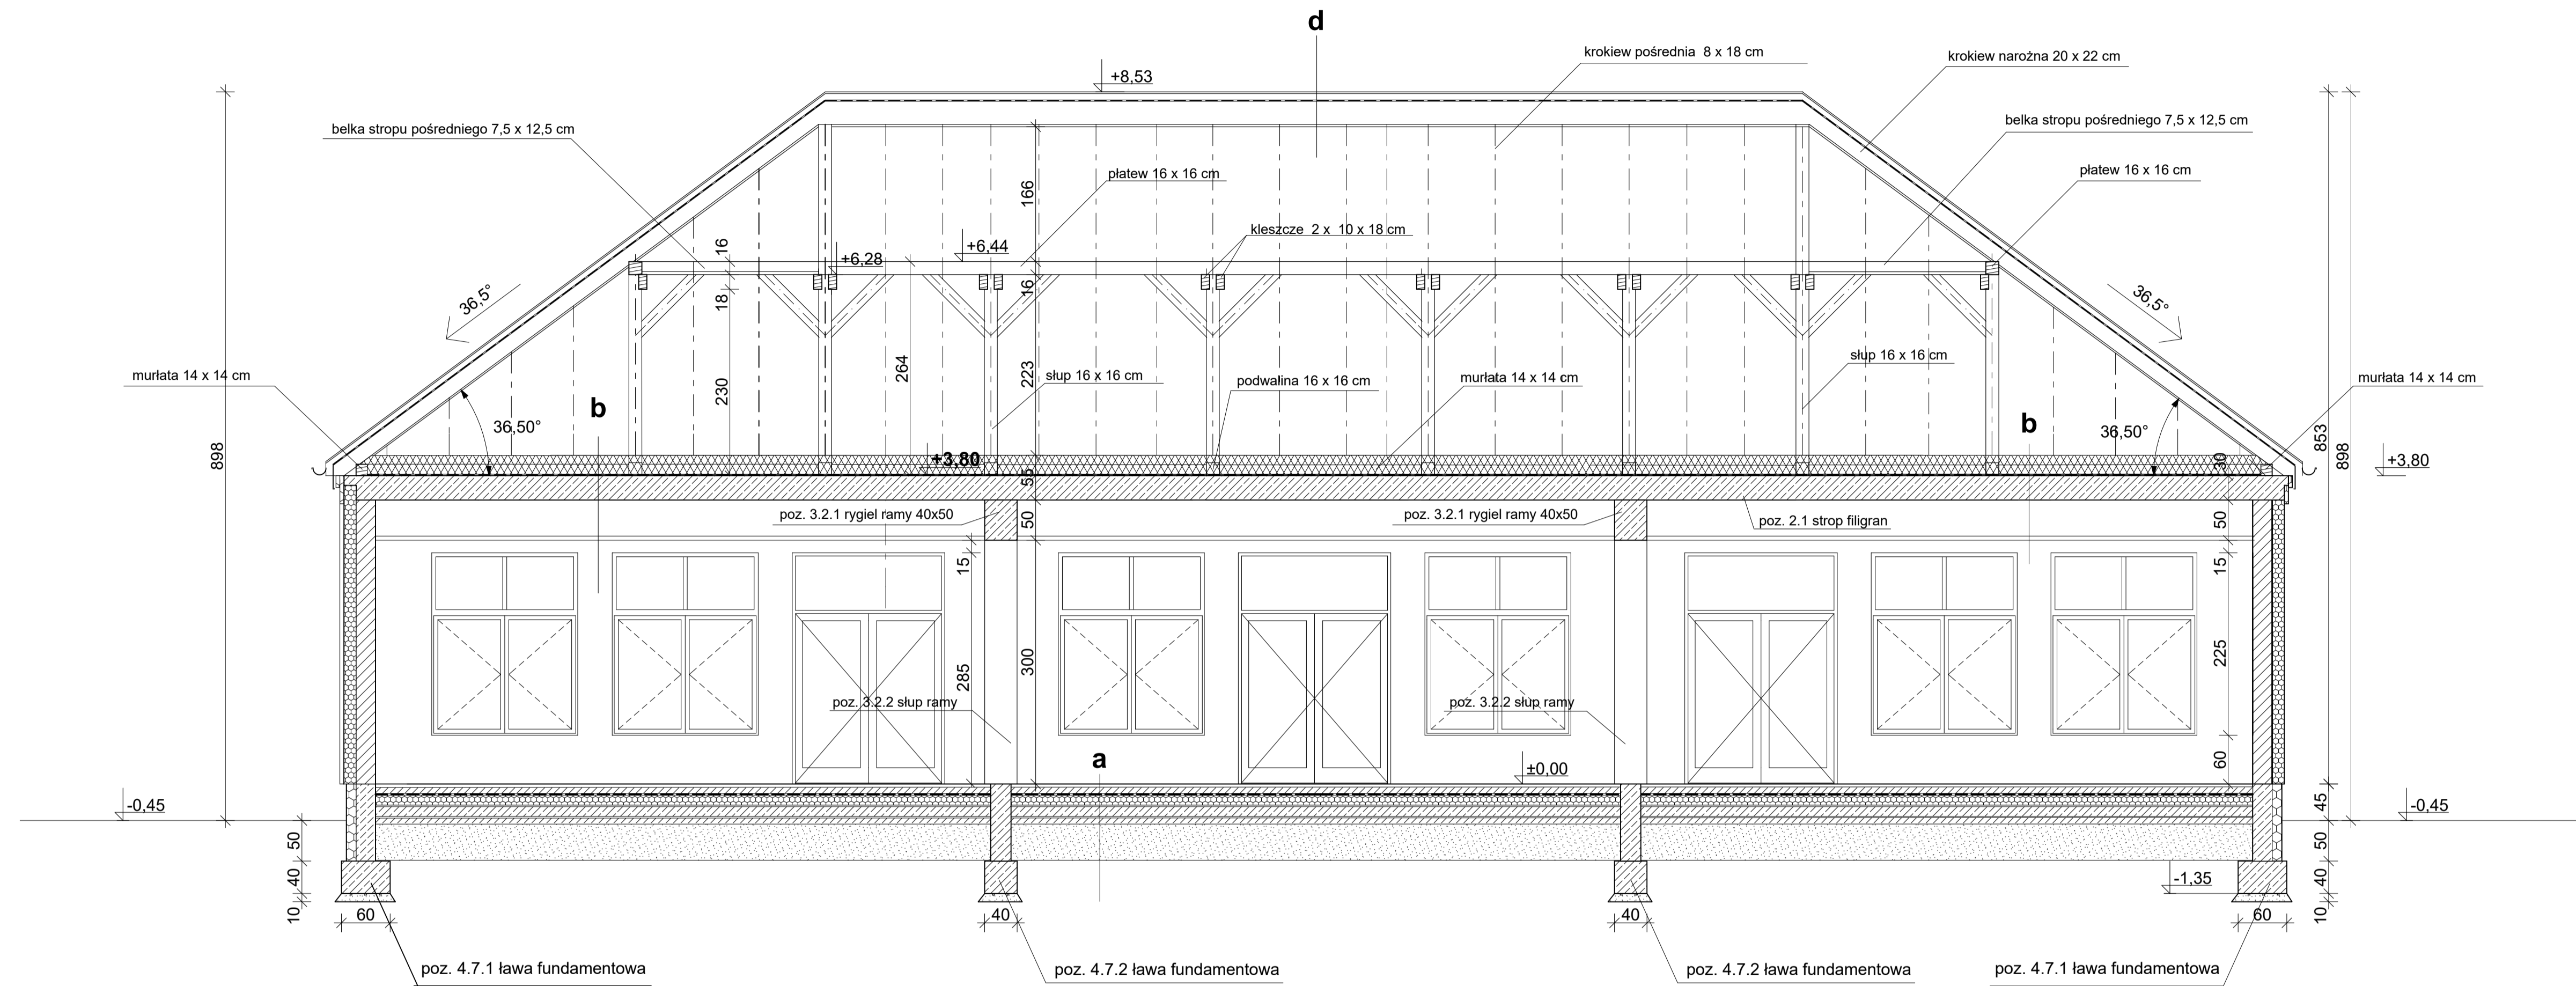 d
krokiew pośrednia 8 x 18 cm
krokiew narożna 20 x 22 cm
+8,53
belka stropu pośredniego 7,5 x 12,5 cm
belka stropu pośredniego 7,5 x 12,5 cm
płatew 16 x 16 cm
płatew 16 x 16 cm
166
kleszcze 2 x 10 x 18 cm
16
+6,28
+6,44
36,5°
18
16
36,5°
230
264
223
słup 16 x 16 cm
słup 16 x 16 cm
murłata 14 x 14 cm
podwalina 16 x 16 cm
murłata 14 x 14 cm
murłata 14 x 14 cm
b
36,50°
b
36,50°
898
853
898
+3,80
55
30
+3,80
poz. 3.2.1 rygiel ramy 40x50
50
poz. 3.2.1 rygiel ramy 40x50
poz. 2.1 strop filigran
50
15
15
285
300
225
poz. 3.2.2 słup ramy
poz. 3.2.2 słup ramy
a
±0,00
60
-0,45
45
-0,45
50
50
40
-1,35
40
10
60
40
40
60
10
poz. 4.7.1 ława fundamentowa
poz. 4.7.2 ława fundamentowa
poz. 4.7.2 ława fundamentowa
poz. 4.7.1 ława fundamentowa